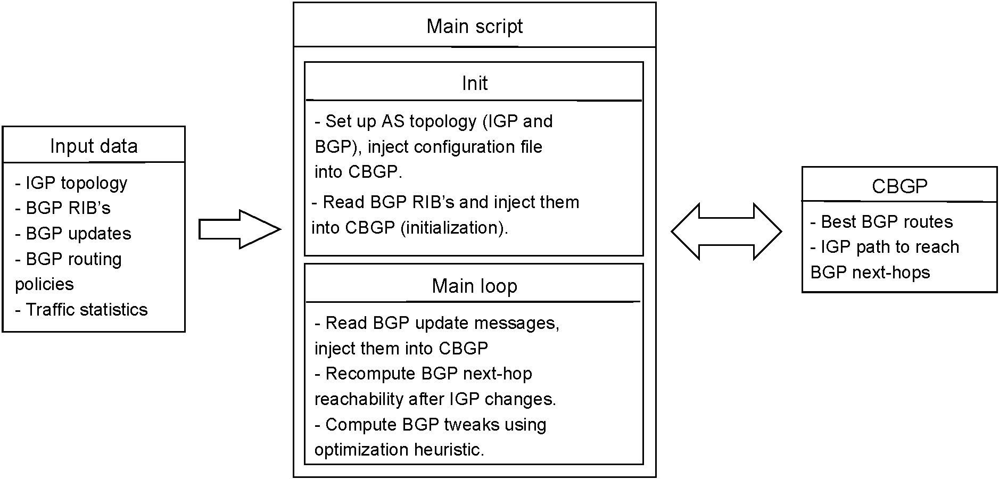 Input data
- IGP topology
- BGP RIB's
- BGP updates
- BGP routing
policies
- Traffic statistics
Main script
Init
- Set up AS topology (IGP and
BGP), inject configuration file
into CBGP.
- Read BGP RIB's and inject them
into CBGP (initialization).
Main loop
- Read BGP update messages,
inject them into CBGP
- Recompute BGP next-hop
reachability after IGP changes.
- Compute BGP tweaks using
optimization heuristic.
CBGP
- Best BGP routes
- IGP path to reach
BGP next-hops